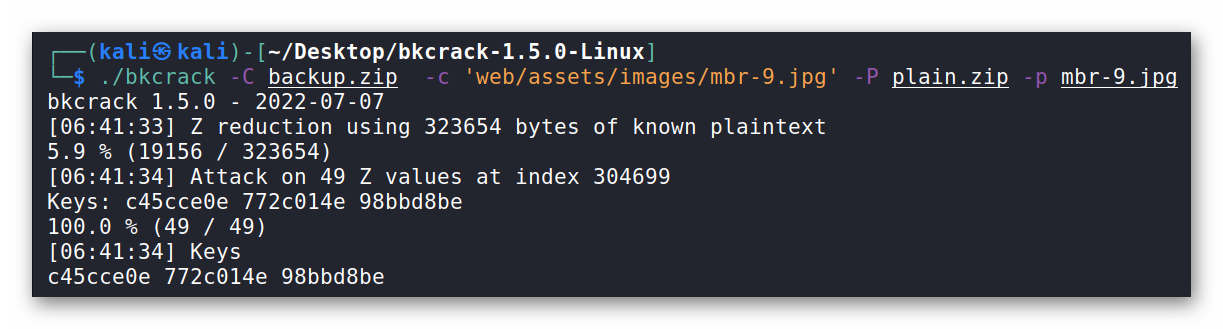 ┌──(kali㉿kali)-[~/Desktop/bkcrack-1.5.0-Linux]
└─$ ./bkcrack -C backup.zip  -c 'web/assets/images/mbr-9.jpg' -P plain.zip -p mbr-9.jpg
bkcrack 1.5.0 - 2022-07-07
[06:41:33] Z reduction using 323654 bytes of known plaintext
5.9 % (19156 / 323654)
[06:41:34] Attack on 49 Z values at index 304699
Keys: c45cce0e 772c014e 98bbd8be
100.0 % (49 / 49)
[06:41:34] Keys
c45cce0e 772c014e 98bbd8be